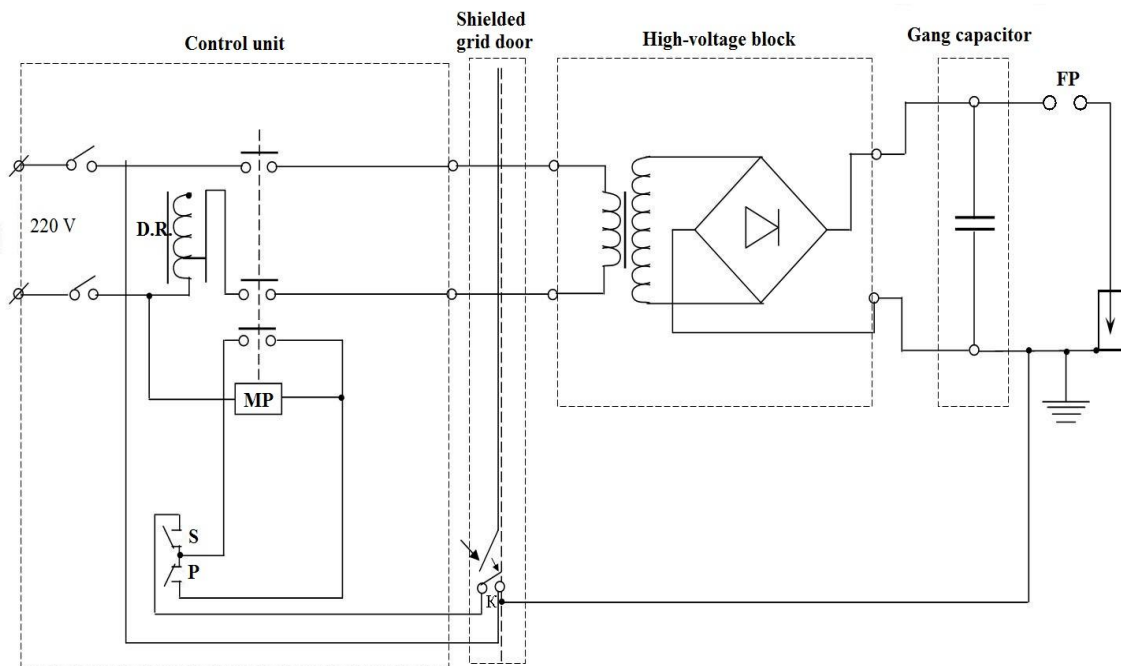 Control unit
Shielded
grid door
High-voltage block
Gang capacitor
FP
220 V
D.R.
MP
S
P
K